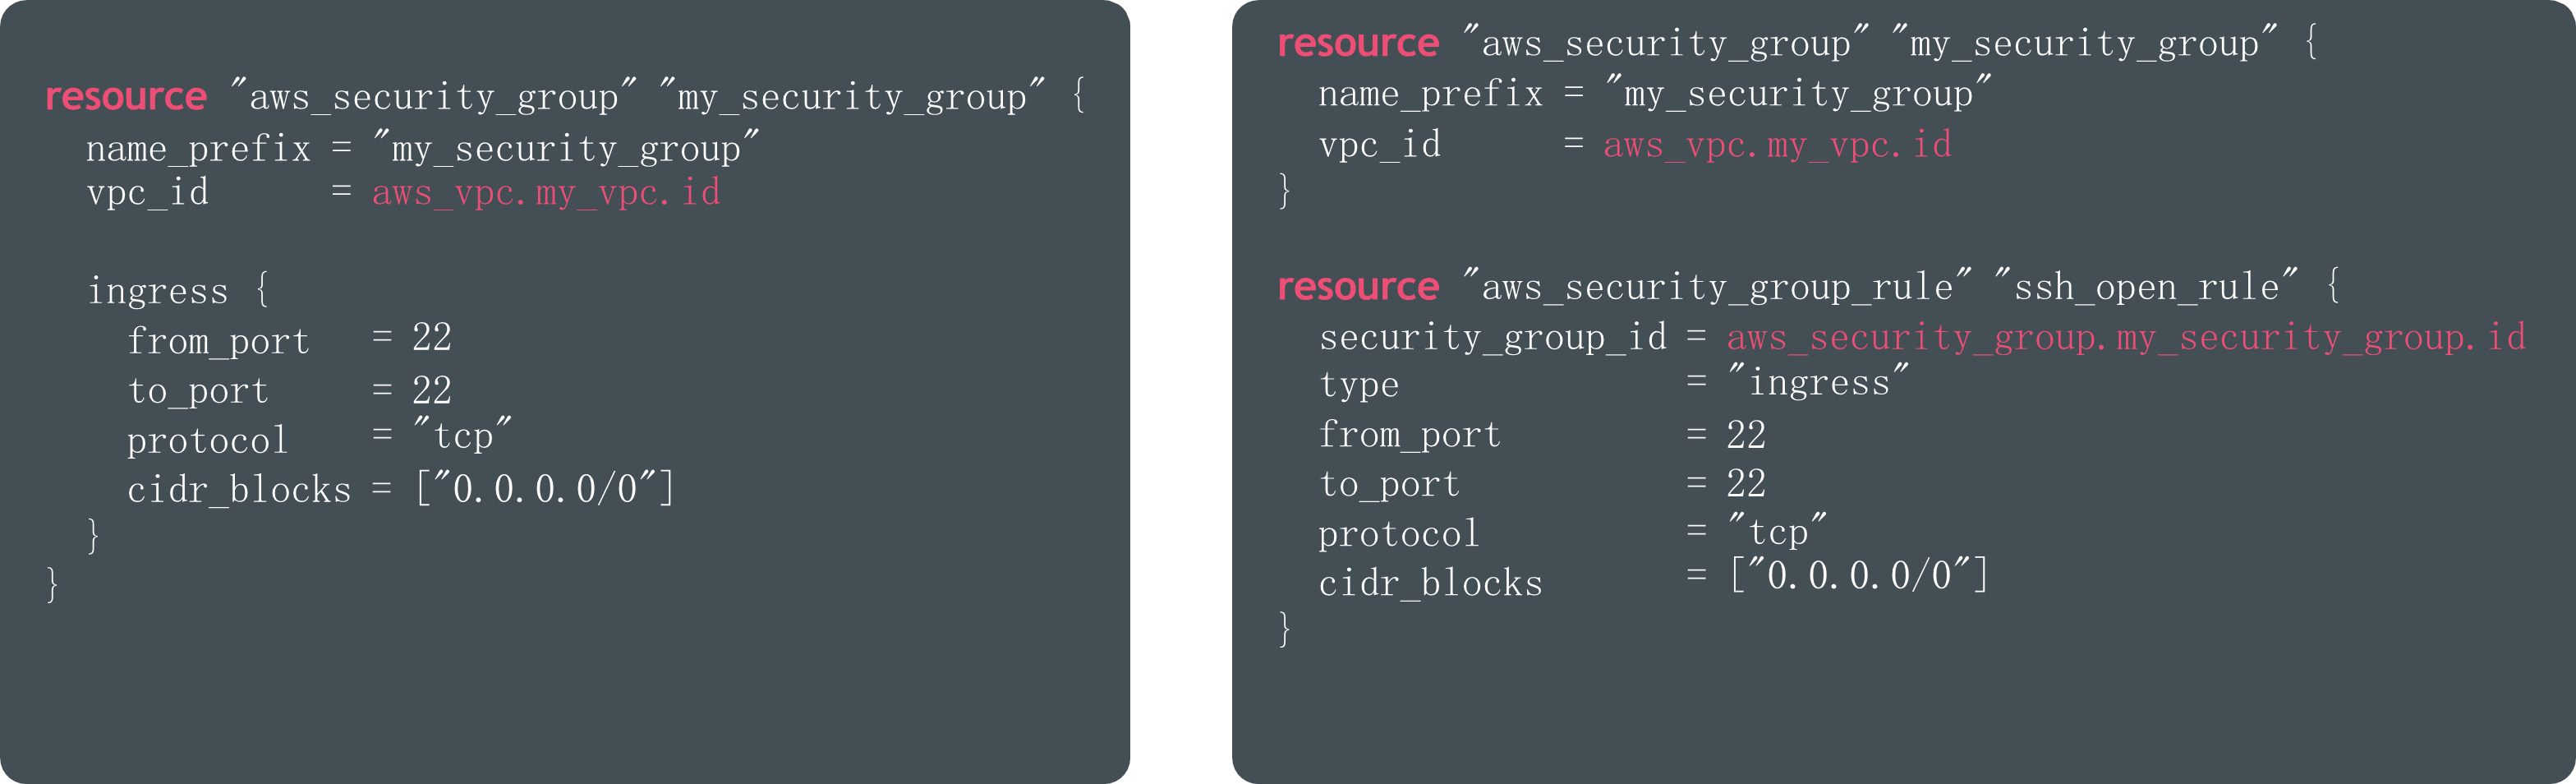 resource "aws_security_group" "my_security_group" {
  name_prefix = "my_security_group"
  vpc_id      = aws_vpc.my_vpc.id

  ingress {
    from_port   = 22
    to_port     = 22
    protocol    = "tcp"
    cidr_blocks = ["0.0.0.0/0"]
  }
}

resource "aws_security_group" "my_security_group" {
  name_prefix = "my_security_group"
  vpc_id      = aws_vpc.my_vpc.id
}

resource "aws_security_group_rule" "ssh_open_rule" {
  security_group_id = aws_security_group.my_security_group.id
  type              = "ingress"
  from_port         = 22
  to_port           = 22
  protocol          = "tcp"
  cidr_blocks       = ["0.0.0.0/0"]
}